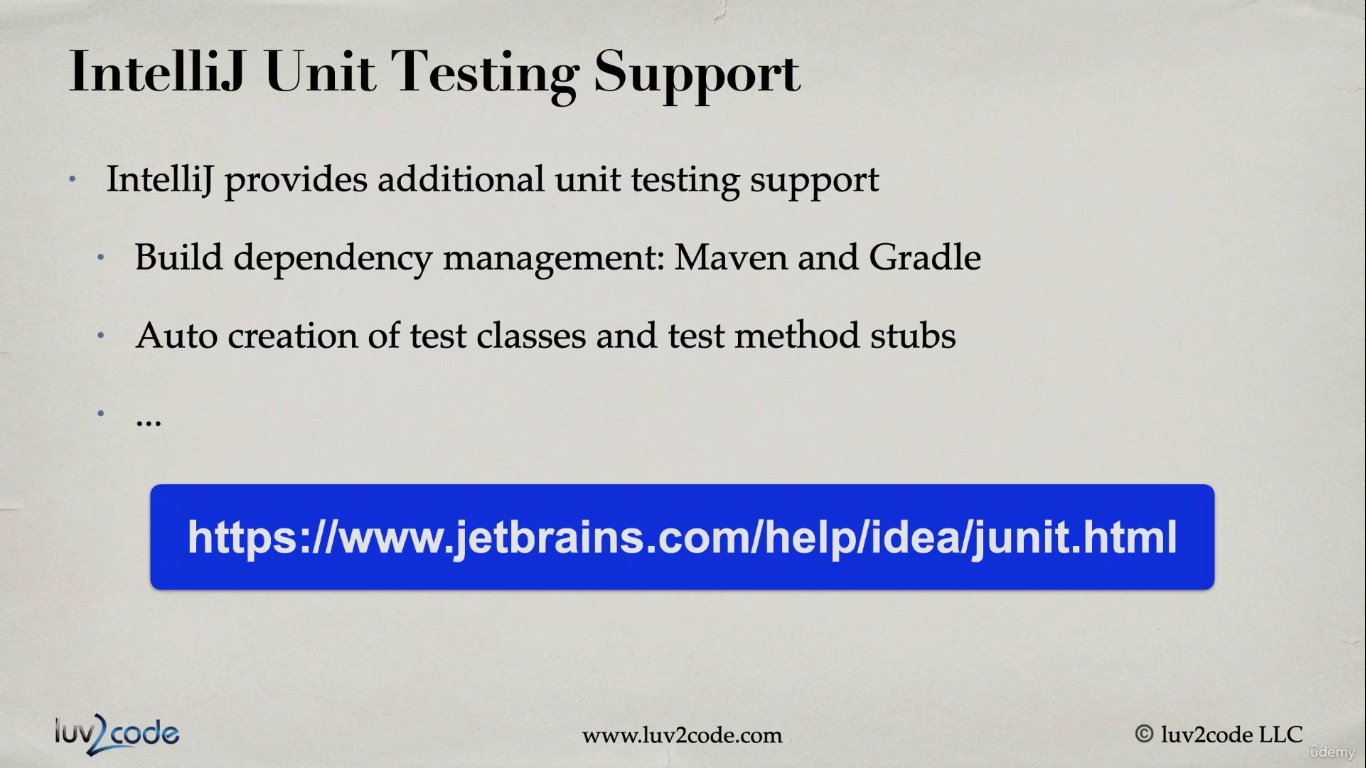 IntelliJ Unit Testing Support
• IntelliJ provides additional unit testing support
• Build dependency management: Maven and Gradle
• Auto creation of test classes and test method stubs
• ...
https://www.jetbrains.com/help/idea/junit.html
luv2code
www.luv2code.com
© luv2code LLC
ûdemy